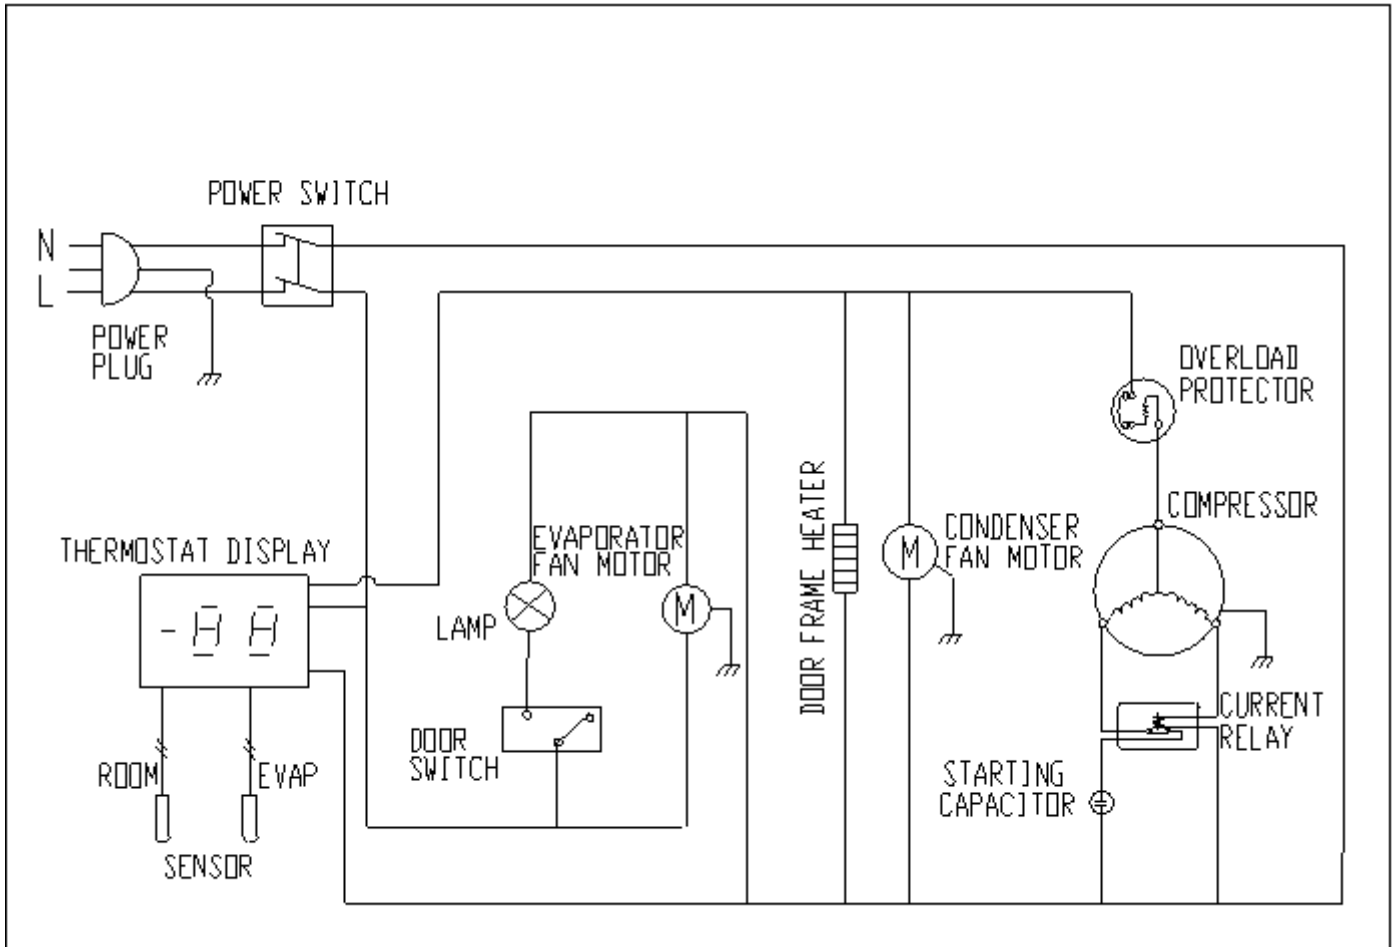 POWER SWITCH
N
L
POWER
PLUG
OVERLOAD
PROTECTOR
COMPRESSOR
THERMOSTAT DISPLAY
-88
EVAPORATOR
FAN MOTOR
M
LAMP
DOOR FRAME HEATER
M
CONDENSER
FAN MOTOR
DOOR
SWITCH
CURRENT
RELAY
ROOM
EVAP
STARTING
CAPACITOR
SENSOR